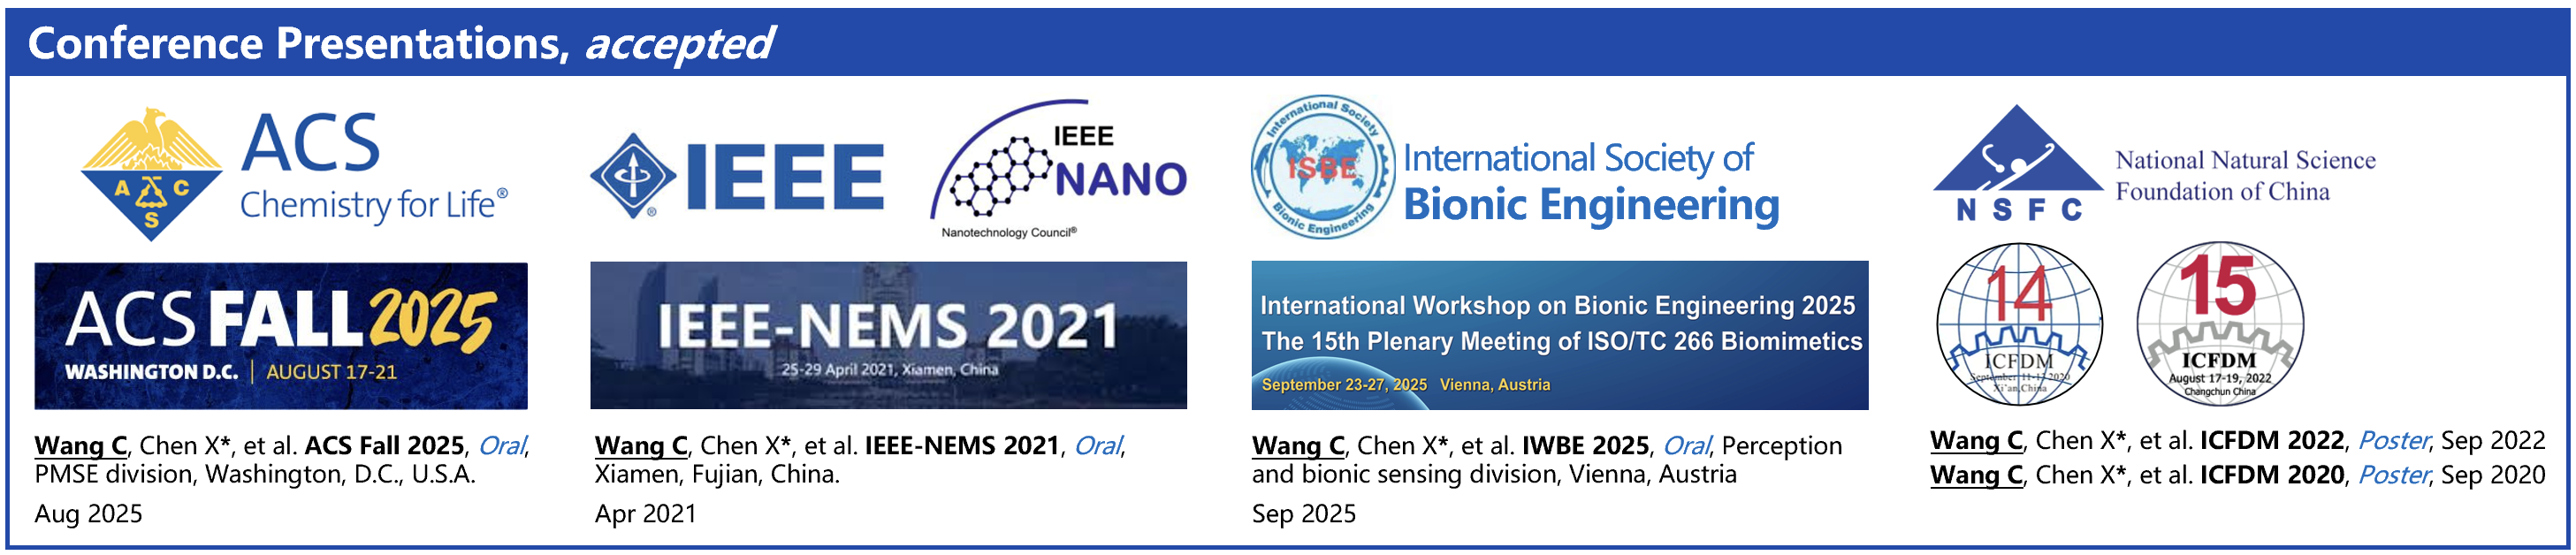 Conference Presentations, accepted
A C S
ACS
Chemistry for Life®
ACS FALL 2025
WASHINGTON D.C. | AUGUST 17-21
Wang C, Chen X*, et al. ACS Fall 2025, Oral,
PMSE division, Washington, D.C., U.S.A.
Aug 2025
IEEE
®
IEEE
NANO
Nanotechnology Council®
IEEE-NEMS 2021
25-29 April 2021, Xiamen, China
Wang C, Chen X*, et al. IEEE-NEMS 2021, Oral,
Xiamen, Fujian, China.
Apr 2021
International Society
ISBE
Bionic Engineering
International Society of
Bionic Engineering
International Workshop on Bionic Engineering 2025
The 15th Plenary Meeting of ISO/TC 266 Biomimetics
September 23-27, 2025 Vienna, Austria
Wang C, Chen X*, et al. IWBE 2025, Oral, Perception
and bionic sensing division, Vienna, Austria
Sep 2025
NSFC
National Natural Science
Foundation of China
14
ICFDM
September 11-13 2020
Xi'an,China
15
ICFDM
August 17-19, 2022
Changchun China
Wang C, Chen X*, et al. ICFDM 2022, Poster, Sep 2022
Wang C, Chen X*, et al. ICFDM 2020, Poster, Sep 2020